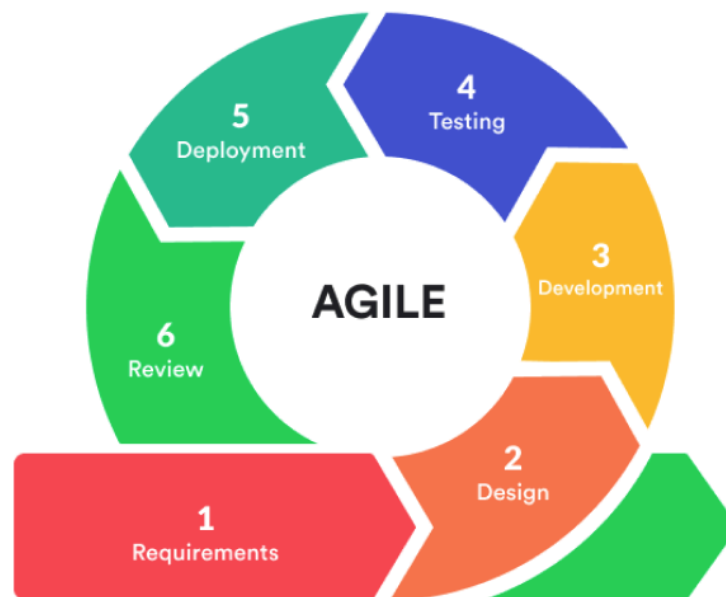 1
Requirements
2
Design
3
Development
4
Testing
5
Deployment
6
Review
AGILE